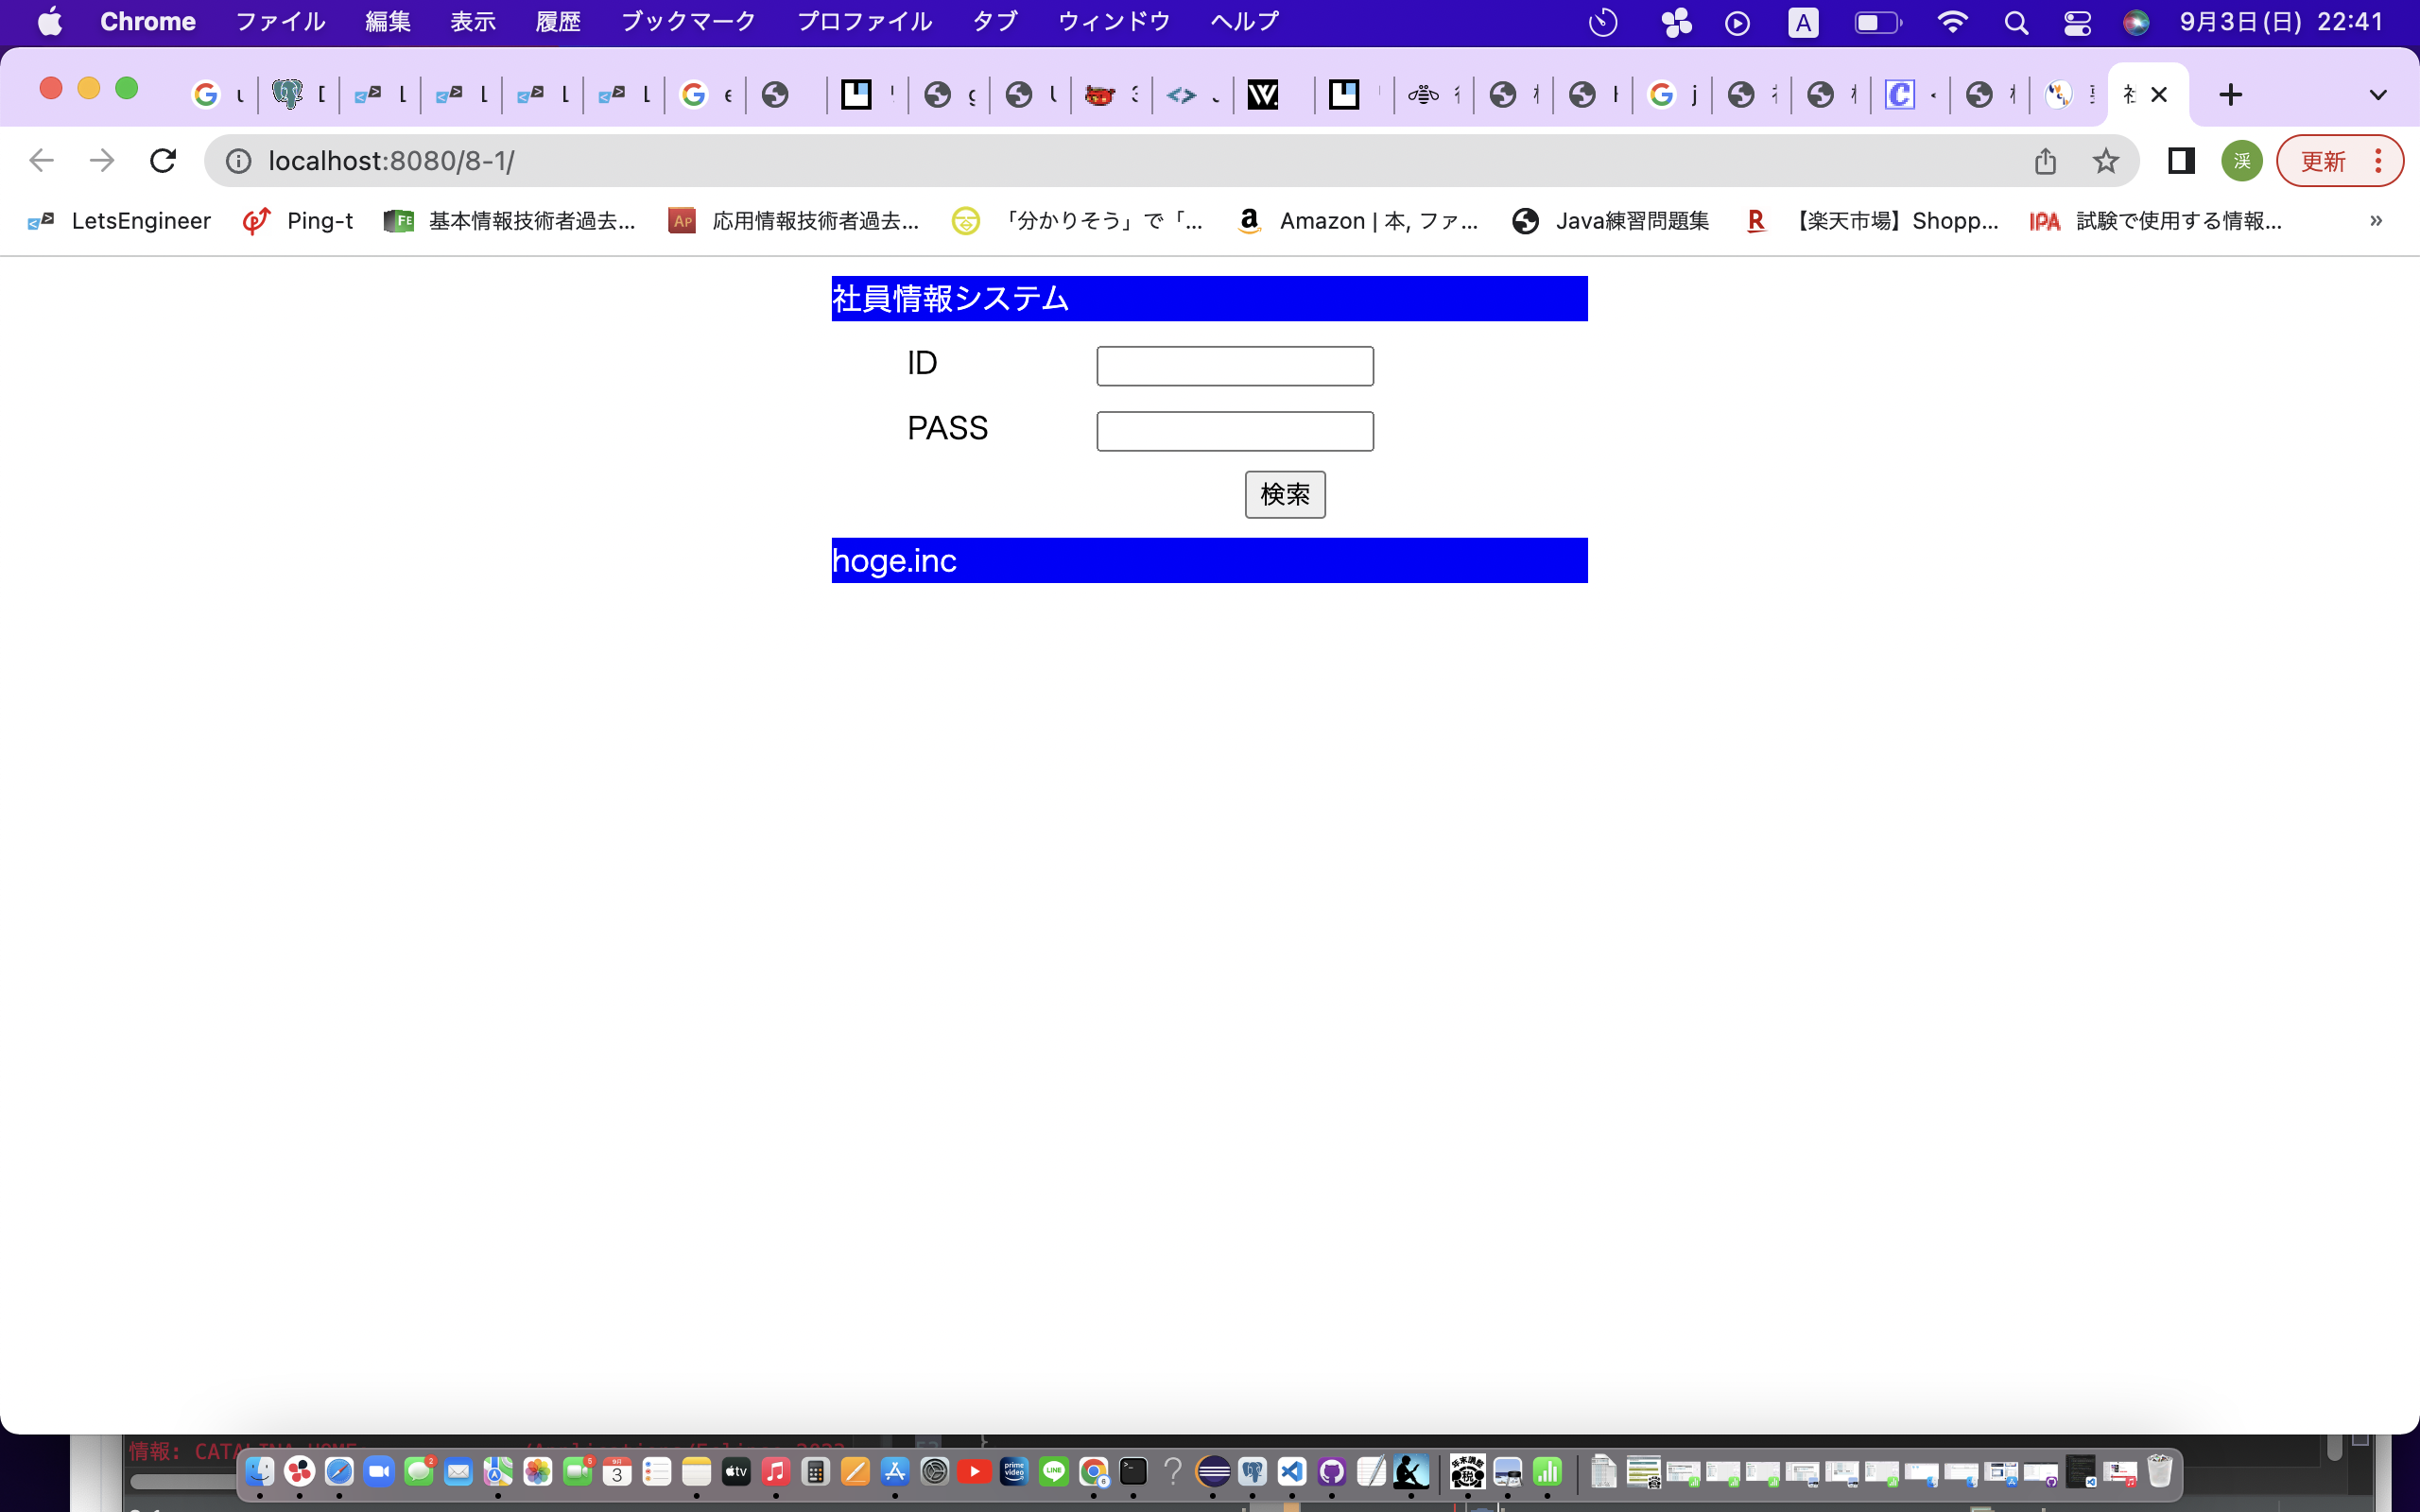 Chrome ファイル 編集 表示 履歴 ブックマーク プロファイル タブ ウィンドウ ヘルプ A 9月3日(日) 22:41
localhost:8080/8-1/ 渓 更新
LetsEngineer Ping-t FE 基本情報技術者過去... AP 応用情報技術者過去... 「分かりそう」で「... Amazon | 本, ファ... Java練習問題集 R 【楽天市場】Shopp... IPA 試験で使用する情報... »
社員情報システム
ID
PASS
検索
hoge.inc
情報: CATALINA_HOME